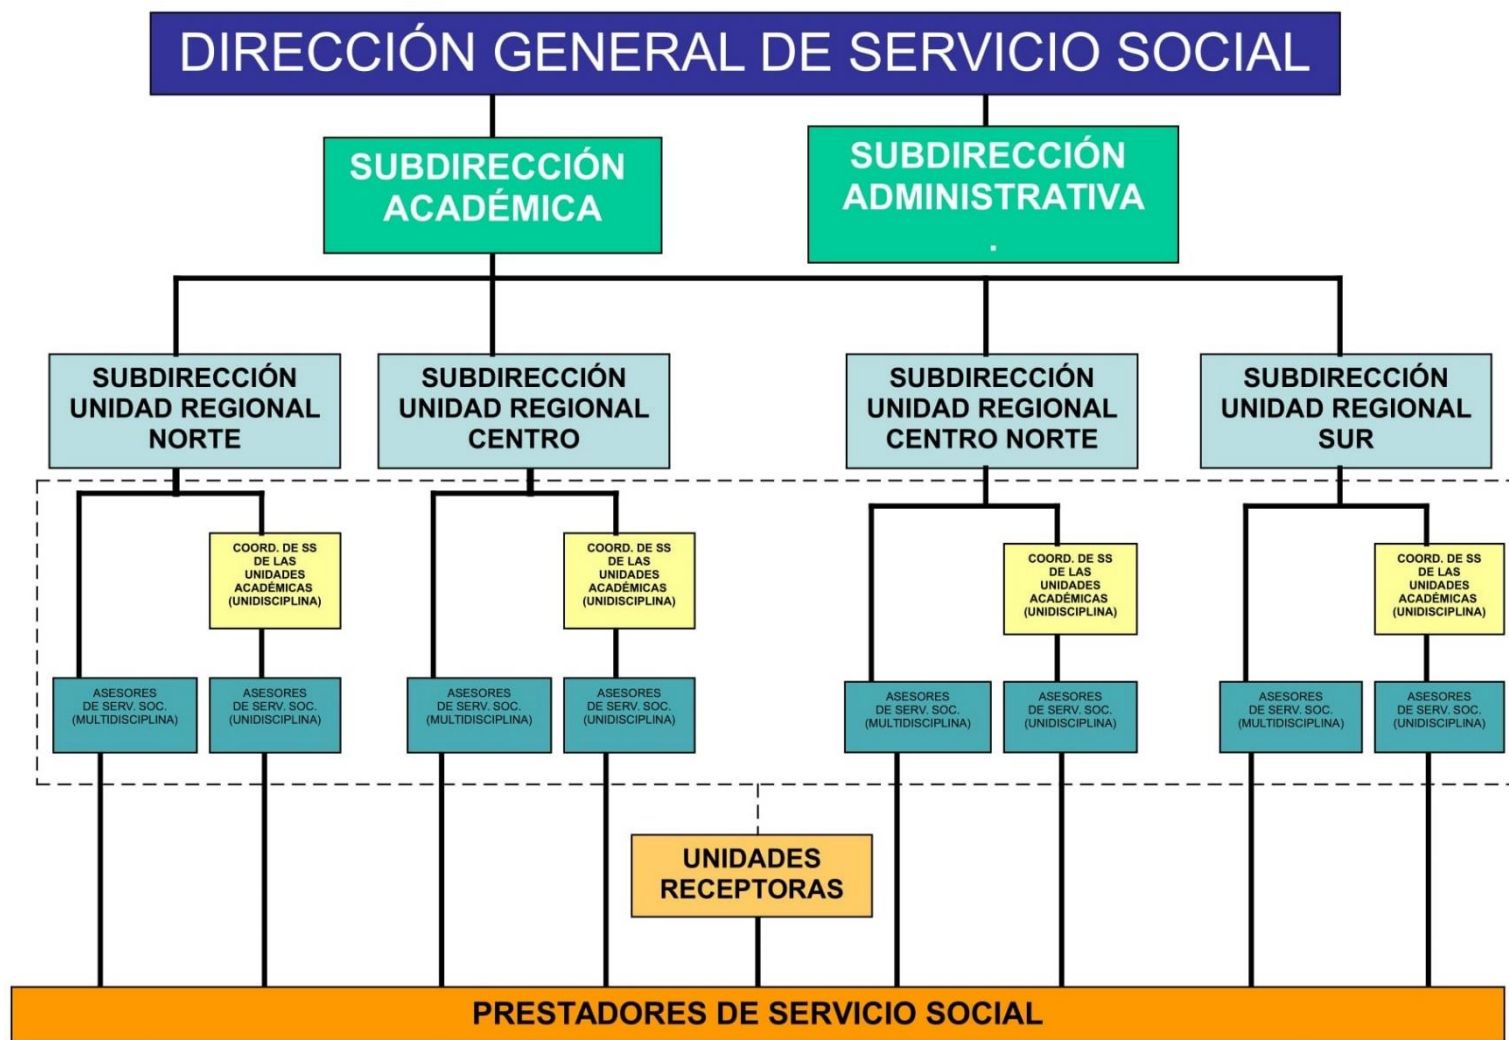 DIRECCIÓN GENERAL DE SERVICIO SOCIAL
SUBDIRECCIÓN
ACADÉMICA
SUBDIRECCIÓN
ADMINISTRATIVA
.
SUBDIRECCIÓN
UNIDAD REGIONAL
NORTE
SUBDIRECCIÓN
UNIDAD REGIONAL
CENTRO
SUBDIRECCIÓN
UNIDAD REGIONAL
CENTRO NORTE
SUBDIRECCIÓN
UNIDAD REGIONAL
SUR
COORD. DE SS
DE LAS
UNIDADES
ACADÉMICAS
(UNIDISCIPLINA)
COORD. DE SS
DE LAS
UNIDADES
ACADÉMICAS
(UNIDISCIPLINA)
COORD. DE SS
DE LAS
UNIDADES
ACADÉMICAS
(UNIDISCIPLINA)
COORD. DE SS
DE LAS
UNIDADES
ACADÉMICAS
(UNIDISCIPLINA)
ASESORES
DE SERV. SOC.
(MULTIDISCIPLINA)
ASESORES
DE SERV. SOC.
(UNIDISCIPLINA)
ASESORES
DE SERV. SOC.
(MULTIDISCIPLINA)
ASESORES
DE SERV. SOC.
(UNIDISCIPLINA)
ASESORES
DE SERV. SOC.
(MULTIDISCIPLINA)
ASESORES
DE SERV. SOC.
(UNIDISCIPLINA)
ASESORES
DE SERV. SOC.
(MULTIDISCIPLINA)
ASESORES
DE SERV. SOC.
(UNIDISCIPLINA)
UNIDADES
RECEPTORAS
PRESTADORES DE SERVICIO SOCIAL